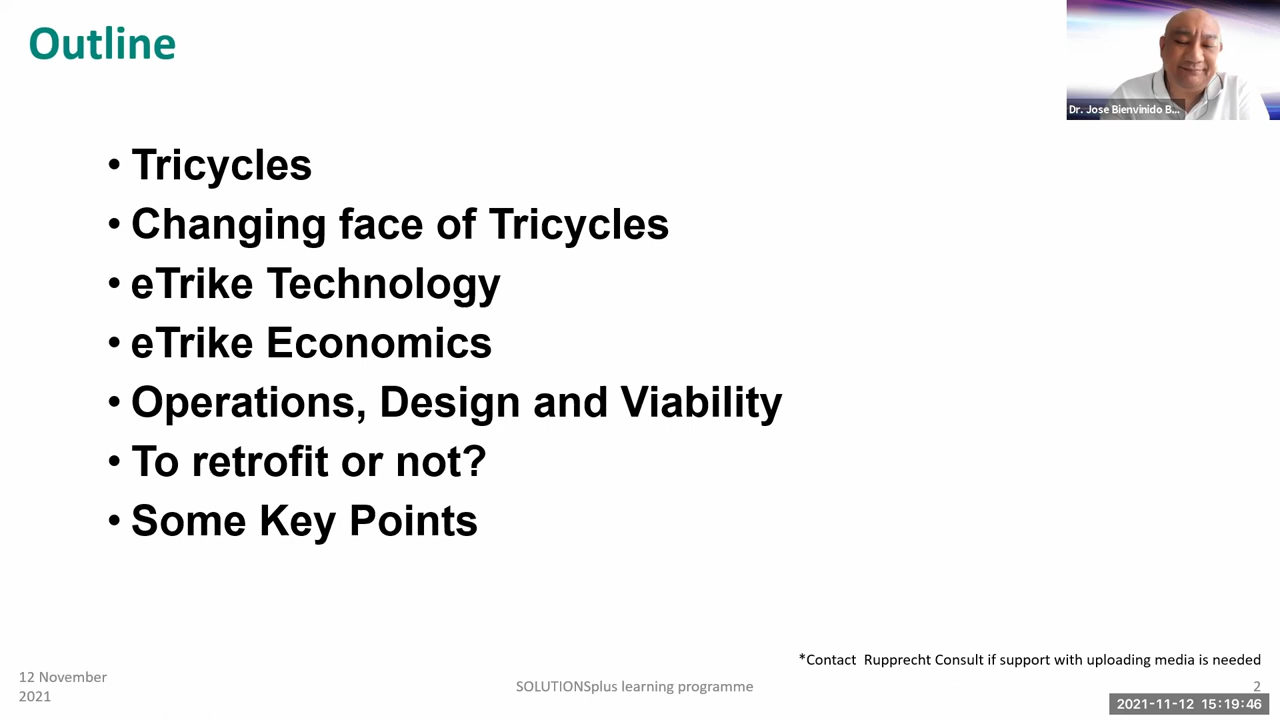 Outline
Dr. Jose Bienvinido B...
• Tricycles
• Changing face of Tricycles
• eTrike Technology
• eTrike Economics
• Operations, Design and Viability
• To retrofit or not?
• Some Key Points
*Contact  Rupprecht Consult if support with uploading media is needed
12 November
2021
SOLUTIONSplus learning programme
2
2021-11-12 15:19:46